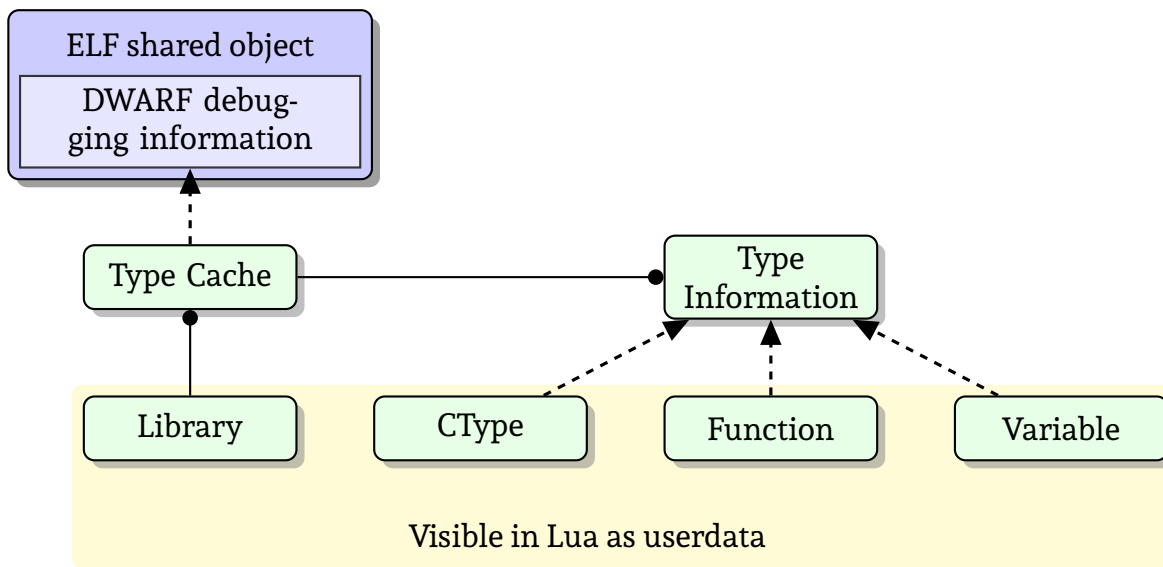 ELF shared object
DWARF debug-
ging information
Type Cache
Type
Information
Library
CType
Function
Variable
Visible in Lua as userdata